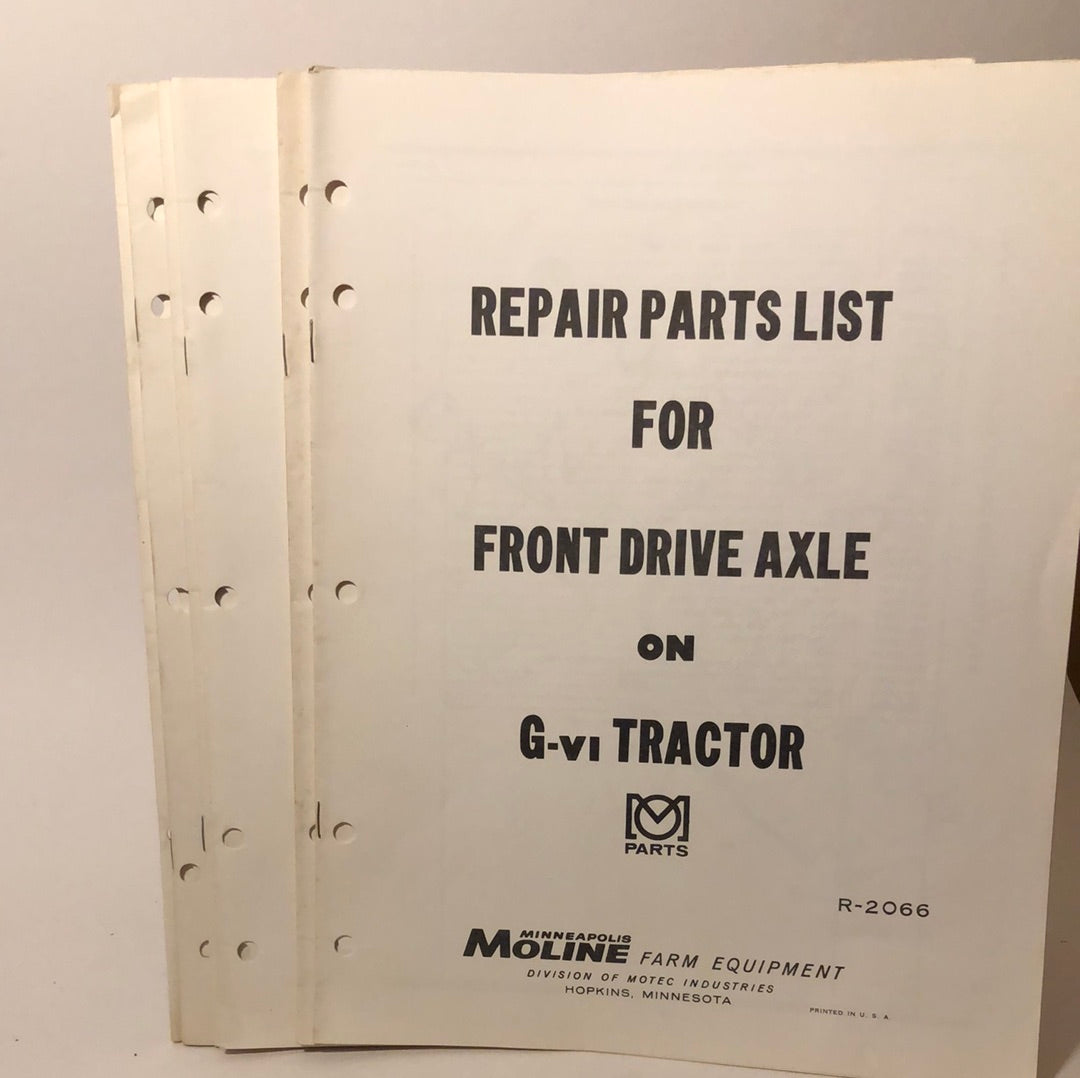 REPAIR PARTS LIST
FOR
FRONT DRIVE AXLE
ON
G-VI TRACTOR
MM
PARTS
R-2066
MINNEAPOLIS
MOLINE FARM EQUIPMENT
DIVISION OF MOTEC INDUSTRIES
HOPKINS, MINNESOTA
PRINTED IN U. S. A.